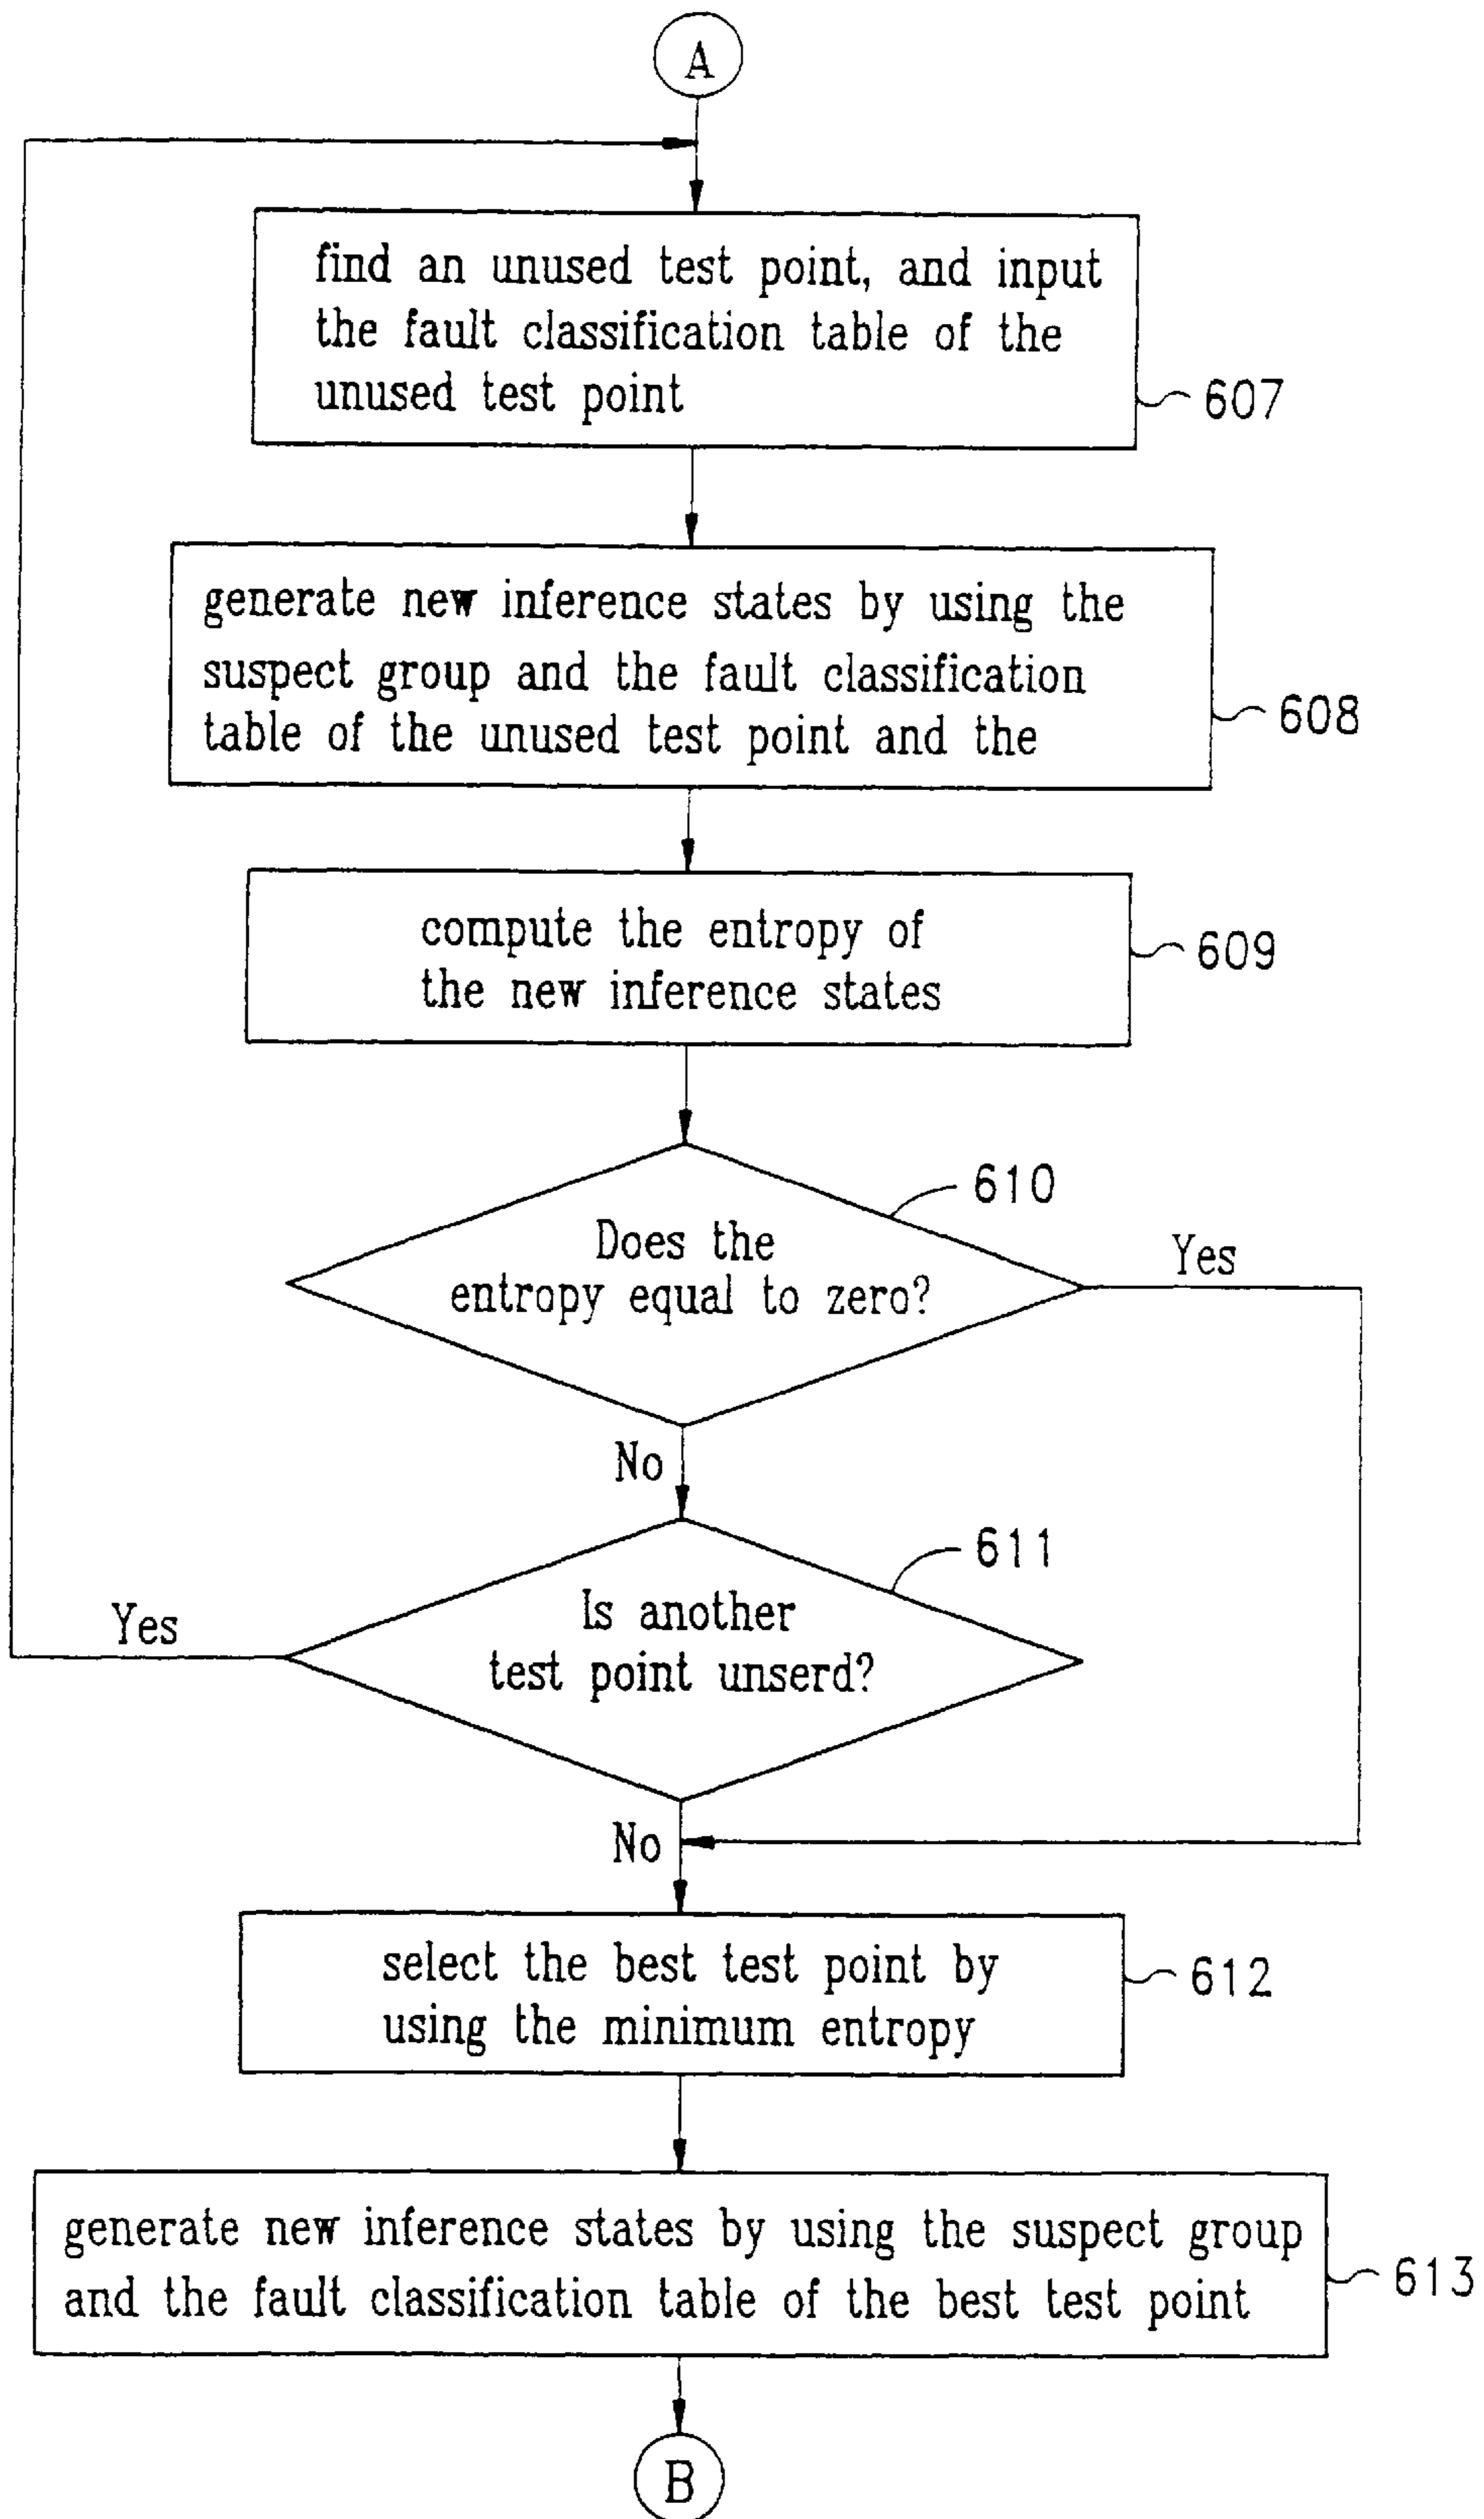 A
find an unused test point, and input
the fault classification table of the
unused test point
607
generate new inference states by using the
suspect group and the fault classification
table of the unused test point and the
608
compute the entropy of
the new inference states
609
610
Does the
entropy equal to zero?
Yes
No
611
Is another
test point unserd?
Yes
No
select the best test point by
using the minimum entropy
612
generate new inference states by using the suspect group
and the fault classification table of the best test point
613
B